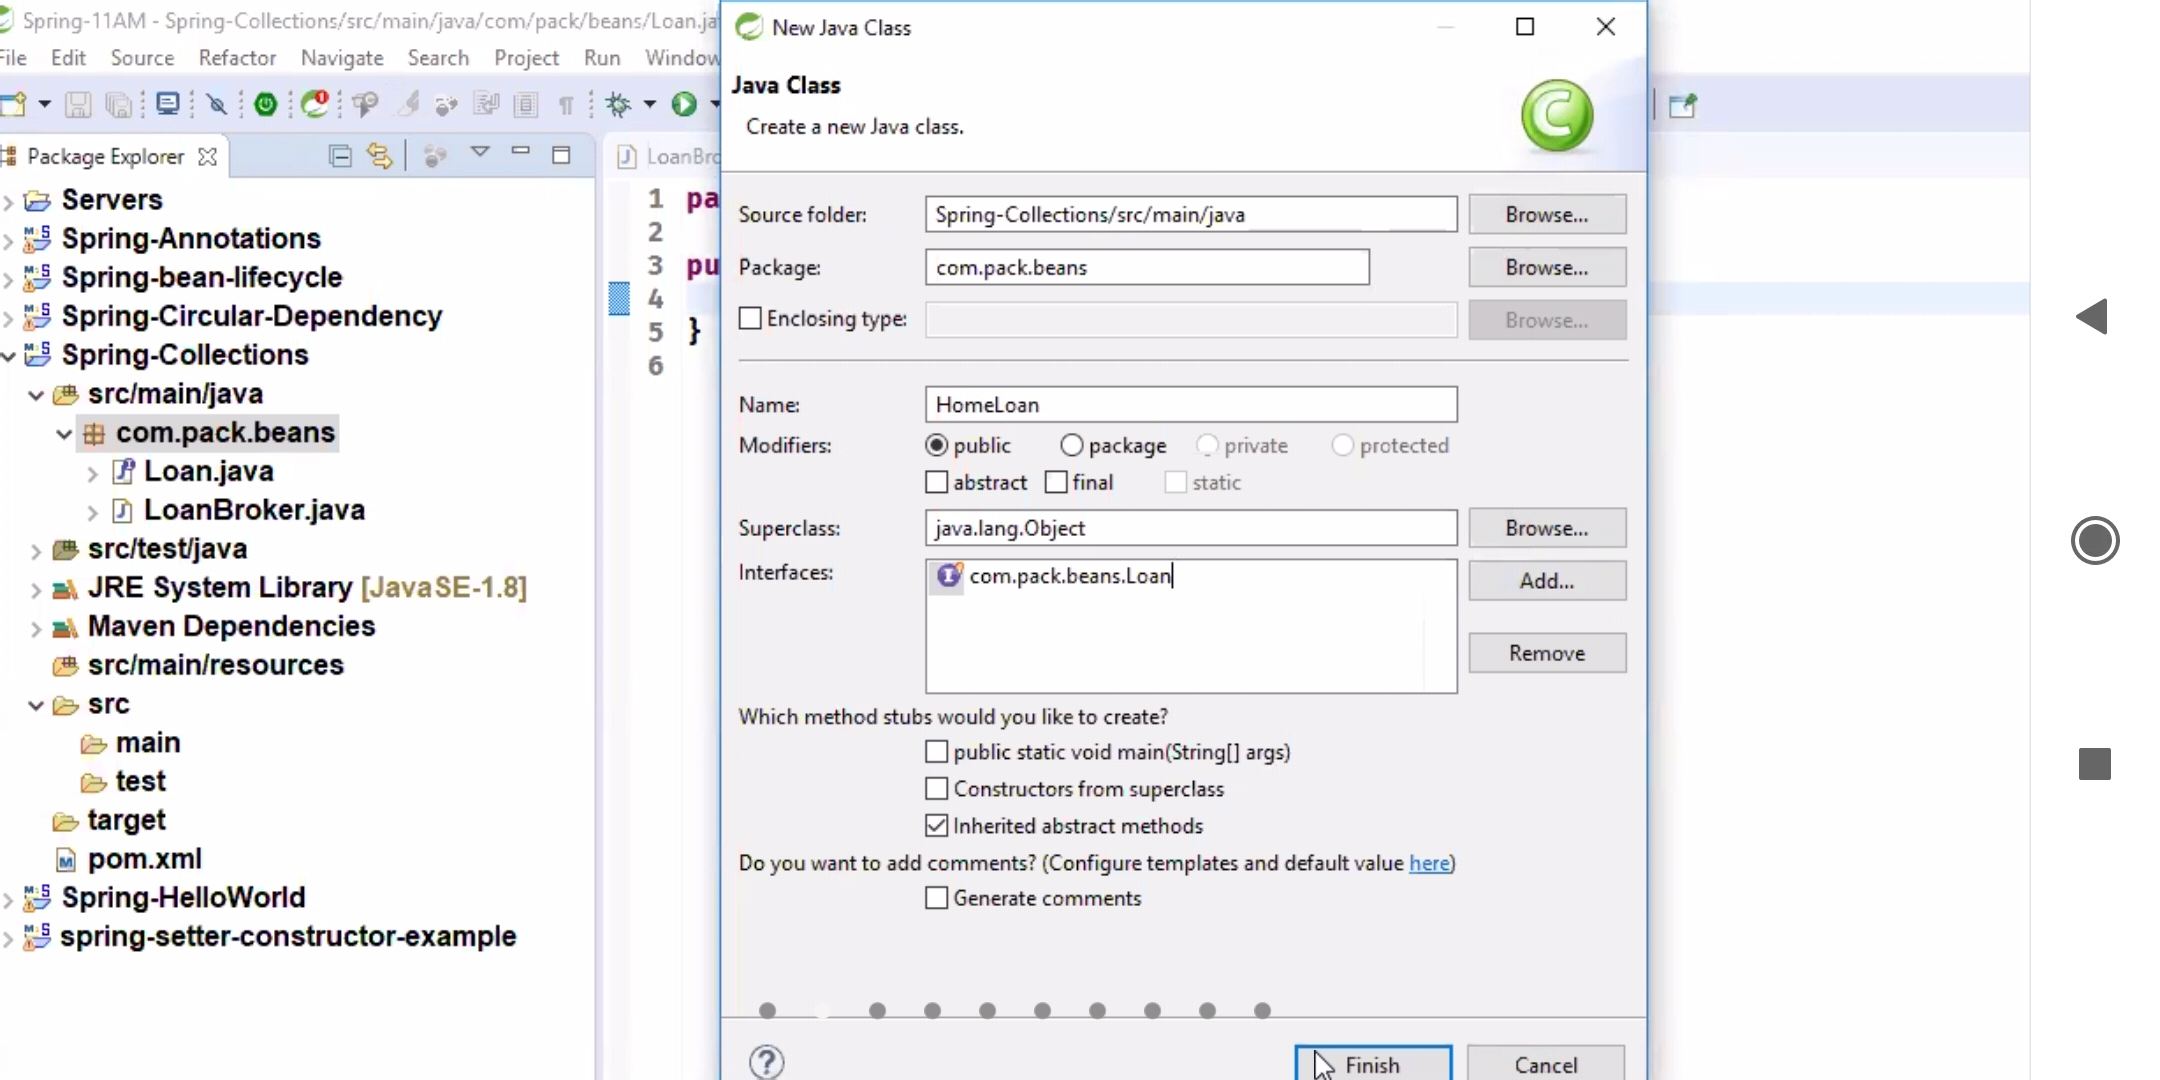 Spring-11AM - Spring-Collections/src/main/java/com/pack/beans/Loan.ja
File Edit Source Refactor Navigate Search Project Run Window
Package Explorer
Servers
Spring-Annotations
Spring-bean-lifecycle
Spring-Circular-Dependency
Spring-Collections
src/main/java
com.pack.beans
Loan.java
LoanBroker.java
src/test/java
JRE System Library [JavaSE-1.8]
Maven Dependencies
src/main/resources
src
main
test
target
pom.xml
Spring-HelloWorld
spring-setter-constructor-example
LoanBro
1 pa
2
3 pu
4
5 }
6
New Java Class
Java Class
Create a new Java class.
Source folder: Spring-Collections/src/main/java Browse...
Package: com.pack.beans Browse...
Enclosing type: Browse...
Name: HomeLoan
Modifiers: public package private protected
abstract final static
Superclass: java.lang.Object Browse...
Interfaces: com.pack.beans.Loan Add...
Remove
Which method stubs would you like to create?
public static void main(String[] args)
Constructors from superclass
Inherited abstract methods
Do you want to add comments? (Configure templates and default value here)
Generate comments
Finish Cancel